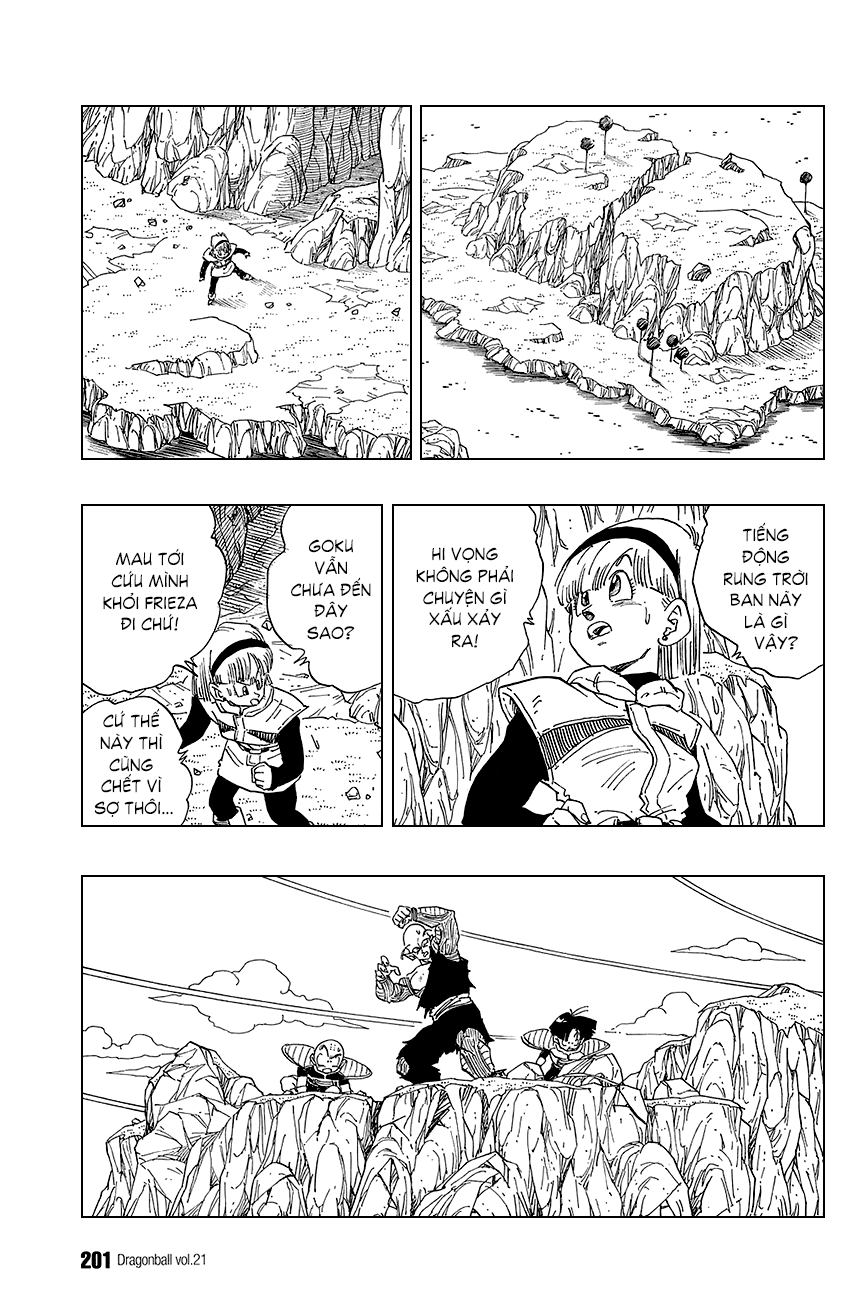 TIẾNG
ĐỘNG
RUNG TRỜI
BAN NẢY
LÀ GÌ
VẬY?
HI VỌNG
KHÔNG PHẢI
CHUYỆN GÌ
XẤU XẢY
RA!
GOKU
VẪN
CHƯA ĐẾN
ĐÂY
SAO?
MAU TỚI
CỨU MÌNH
KHỎI FRIEZA
ĐI CHỨ!
CỨ THẾ
NÀY THÌ
CŨNG
CHẾT VÌ
SỢ THÔI...
201 Dragonball vol.21